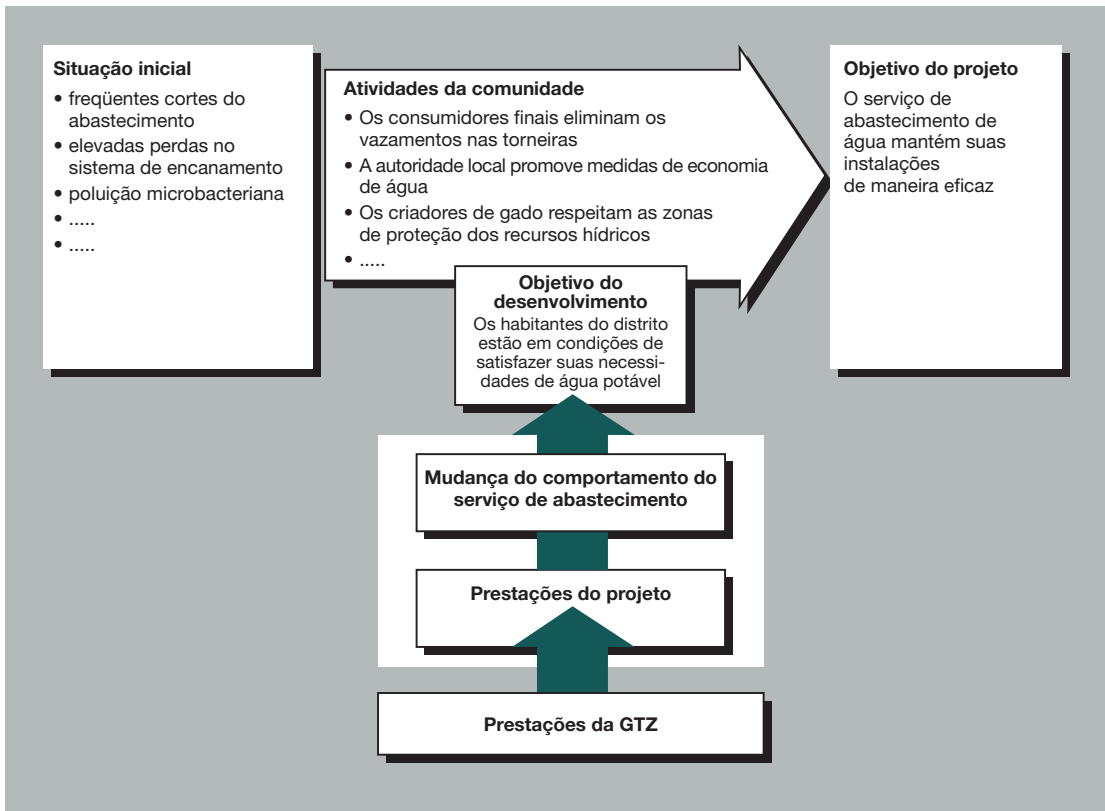 Situação inicial
• freqüentes cortes do
abastecimento
• elevadas perdas no
sistema de encanamento
• poluição microbacteriana
• .....
• .....
Atividades da comunidade
• Os consumidores finais eliminam os
vazamentos nas torneiras
• A autoridade local promove medidas de economia
de água
• Os criadores de gado respeitam as zonas
de proteção dos recursos hídricos
• .....
Objetivo do projeto
O serviço de
abastecimento de
água mantém suas
instalações
de maneira eficaz
Objetivo do
desenvolvimento
Os habitantes do distrito
estão em condições de
satisfazer suas necessi-
dades de água potável
Mudança do comportamento do
serviço de abastecimento
Prestações do projeto
Prestações da GTZ